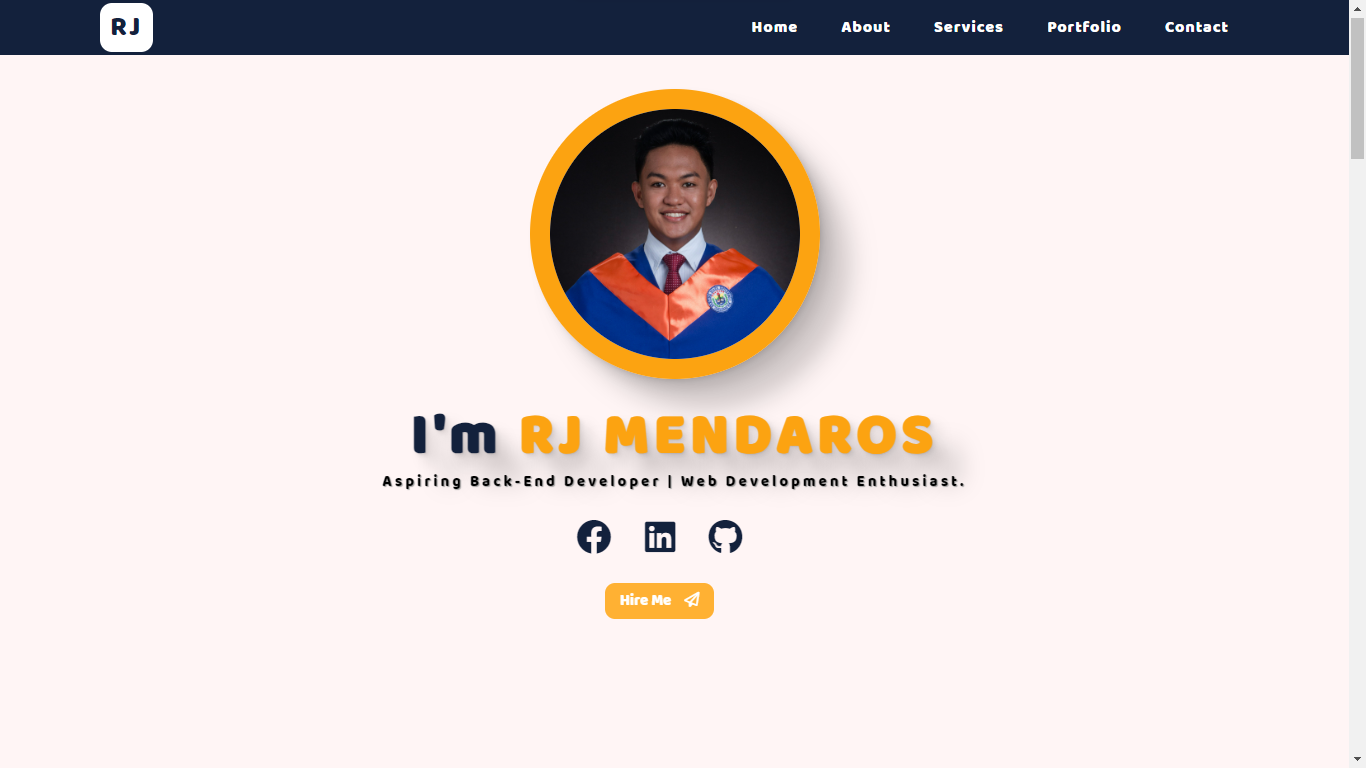 RJ
Home About Services Portfolio Contact
I'm RJ MENDAROS
Aspiring Back-End Developer | Web Development Enthusiast.
Hire Me